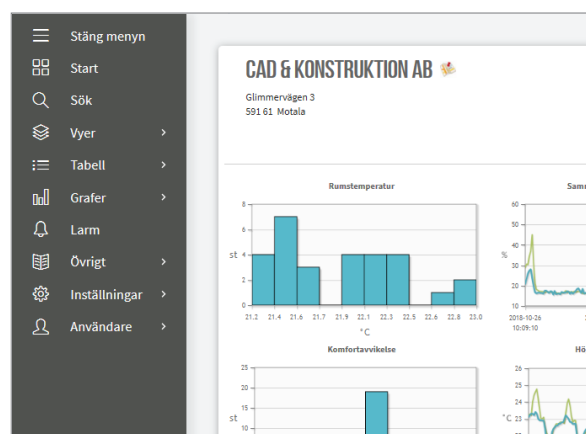 Stäng menyn
Start
Sök
Vyer
Tabell
Grafer
Larm
Övrigt
Inställningar
Användare
CAD & KONSTRUKTION AB
Glimmervägen 3
591 61 Motala
Rumstemperatur
8
6
st 4
2
0
21.2 21.4 21.6 21.7 21.9 22.1 22.3 22.5 22.6 22.8 23.0
°C
Samm
60
50
40
%
30
20
10
2018-10-26
10:09:10
Komfortavvikelse
25
20
st 15
10
Hö
26
25
24
°C 23